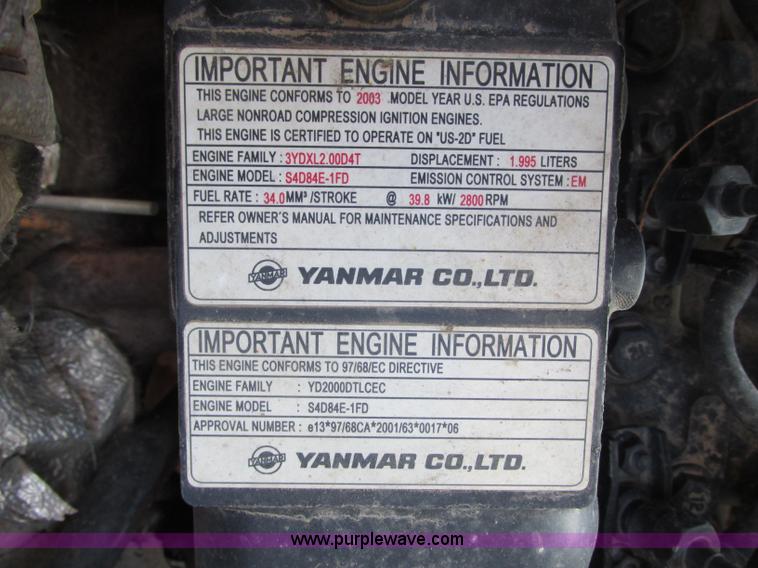 IMPORTANT ENGINE INFORMATION
THIS ENGINE CONFORMS TO 2003 MODEL YEAR U.S. EPA REGULATIONS
LARGE NONROAD COMPRESSION IGNITION ENGINES.
THIS ENGINE IS CERTIFIED TO OPERATE ON "US-2D" FUEL
ENGINE FAMILY : 3YDXL2.00D4T DISPLACEMENT : 1.995 LITERS
ENGINE MODEL : S4D84E-1FD EMISSION CONTROL SYSTEM : EM
FUEL RATE : 34.0MM³ /STROKE @ 39.8 kW/ 2800RPM
REFER OWNER'S MANUAL FOR MAINTENANCE SPECIFICATIONS AND
ADJUSTMENTS
YANMAR YANMAR CO.,LTD.
IMPORTANT ENGINE INFORMATION
THIS ENGINE CONFORMS TO 97/68/EC DIRECTIVE
ENGINE FAMILY : YD2000DTLCEC
ENGINE MODEL : S4D84E-1FD
APPROVAL NUMBER : e13*97/68CA*2001/63*0017*06
YANMAR YANMAR CO.,LTD.
www.purplewave.com